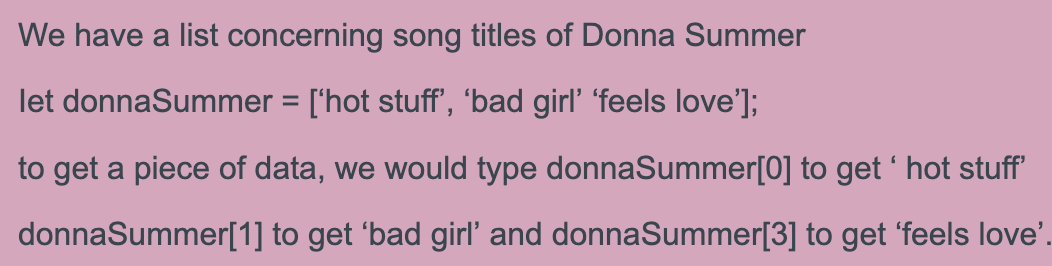 We have a list concerning song titles of Donna Summer
let donnaSummer = [‘hot stuff’, ‘bad girl’ ‘feels love’];
to get a piece of data, we would type donnaSummer[0] to get ‘ hot stuff’
donnaSummer[1] to get ‘bad girl’ and donnaSummer[3] to get ‘feels love’.